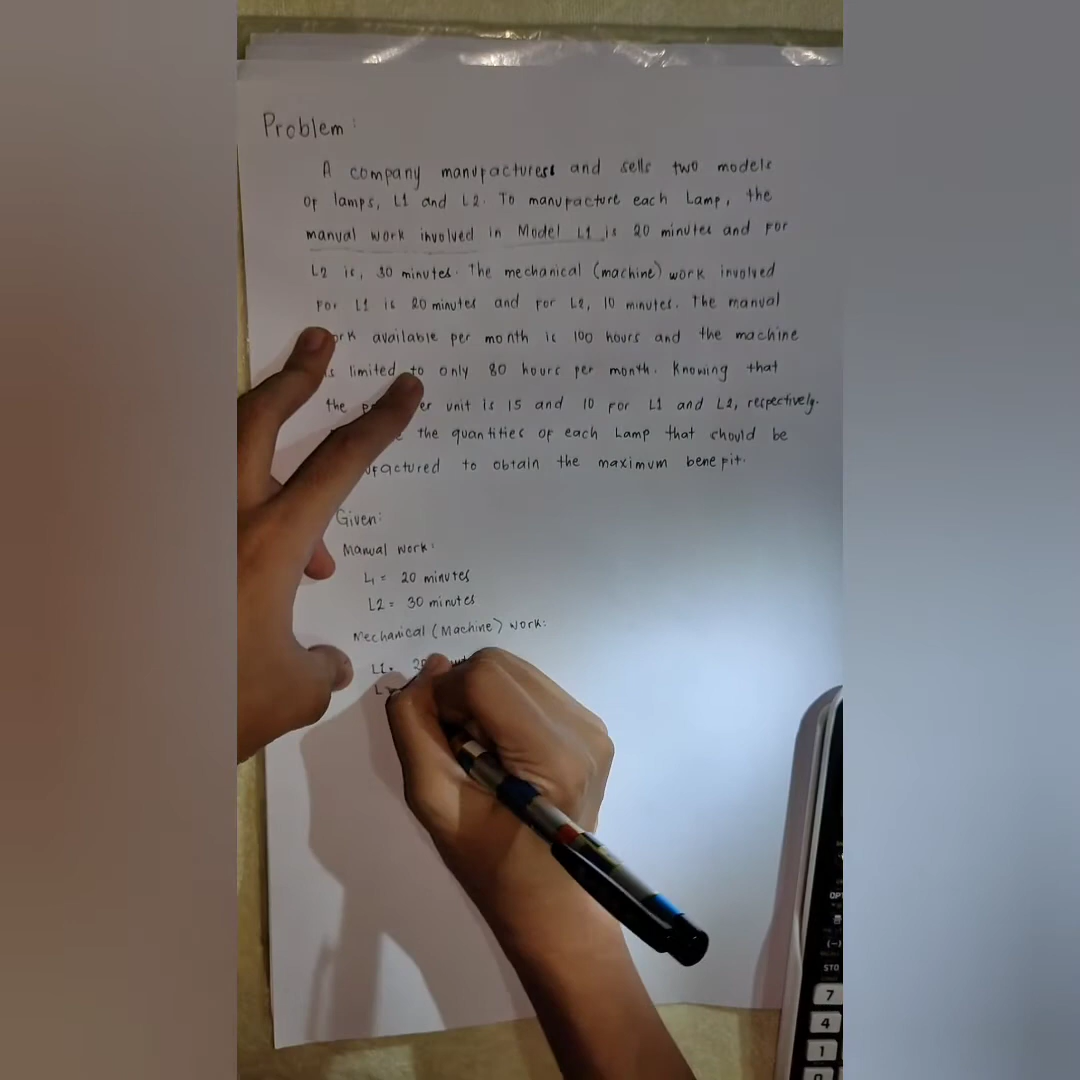 Problem:
A company manufactures and sells two models
of lamps, L1 and L2. To manufacture each Lamp, the
manual work involved in Model L1 is 20 minutes and for
L2 is, 30 minutes. The mechanical (machine) work involved
For L1 is 20 minutes and for L2, 10 minutes. The manual
available per month is 100 hours and the machine
limited to only 80 hours per month. Knowing that
the unit is 15 and 10 for L1 and L2, respectively.
the quantities of each Lamp that should be
to obtain the maximum benefit.
Given:
Manual work:
L1 = 20 minutes
L2 = 30 minutes
Mechanical (Machine) work:
L1=
OPT
(-)
STO
7
4
1